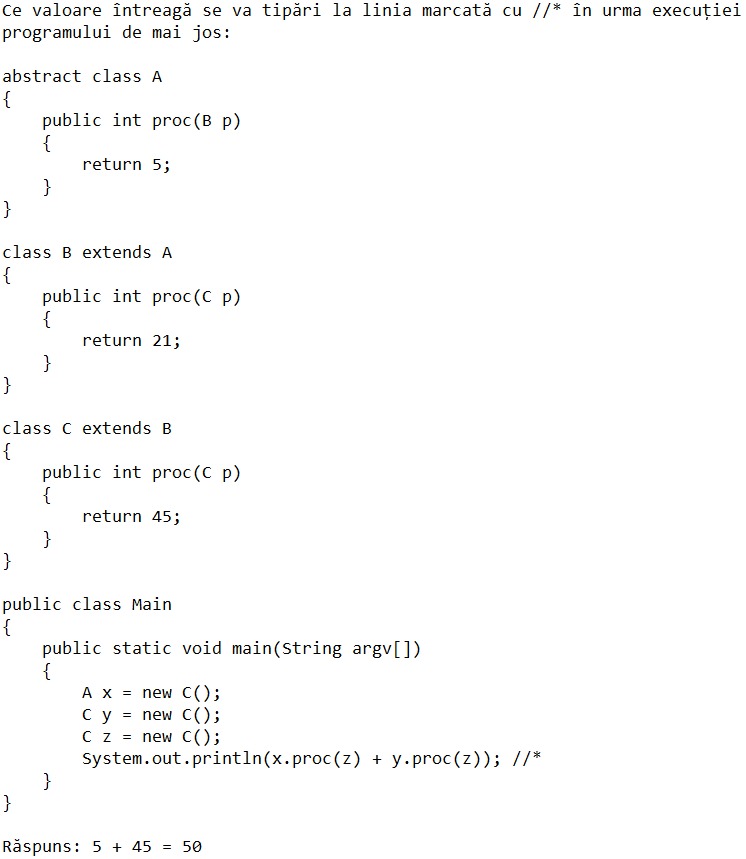 Ce valoare întreagă se va tipări la linia marcată cu //* în urma execuției
programului de mai jos:
abstract class A
{
    public int proc(B p)
    {
        return 5;
    }
}
class B extends A
{
    public int proc(C p)
    {
        return 21;
    }
}
class C extends B
{
    public int proc(C p)
    {
        return 45;
    }
}
public class Main
{
    public static void main(String argv[])
    {
        A x = new C();
        C y = new C();
        C z = new C();
        System.out.println(x.proc(z) + y.proc(z)); //*
    }
}
Răspuns: 5 + 45 = 50